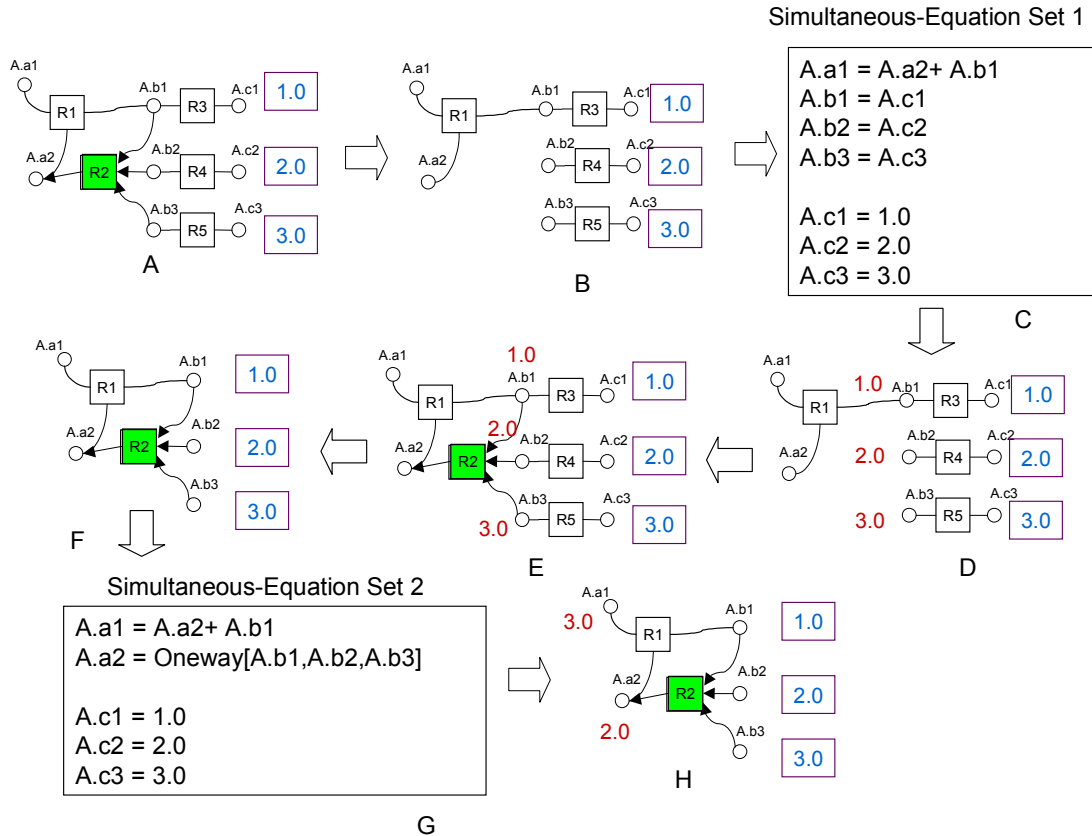 Simultaneous-Equation Set 1
A.a1
A.b1
A.c1
1.0
R1
R3
A.a2
R2
A.b2
R4
A.c2
2.0
A.b3
R5
A.c3
3.0
A
A.a1
A.b1
A.c1
1.0
R1
R3
A.a2
A.b2
R4
A.c2
2.0
A.b3
R5
A.c3
3.0
B
A.a1 = A.a2+ A.b1
A.b1 = A.c1
A.b2 = A.c2
A.b3 = A.c3
A.c1 = 1.0
A.c2 = 2.0
A.c3 = 3.0
C
A.a1
A.b1
1.0
R1
A.a2
R2
A.b2
2.0
A.b3
3.0
F
A.a1
1.0
A.b1
A.c1
1.0
R1
R3
2.0
A.a2
R2
A.b2
R4
A.c2
2.0
A.b3
R5
A.c3
3.0
3.0
E
A.a1
1.0
A.b1
A.c1
1.0
R1
R3
A.a2
A.b2
R4
A.c2
2.0
2.0
A.b3
R5
A.c3
3.0
3.0
D
Simultaneous-Equation Set 2
A.a1 = A.a2+ A.b1
A.a2 = Oneway[A.b1,A.b2,A.b3]
A.c1 = 1.0
A.c2 = 2.0
A.c3 = 3.0
G
A.a1
3.0
A.b1
1.0
R1
A.a2
R2
A.b2
2.0
2.0
A.b3
3.0
H